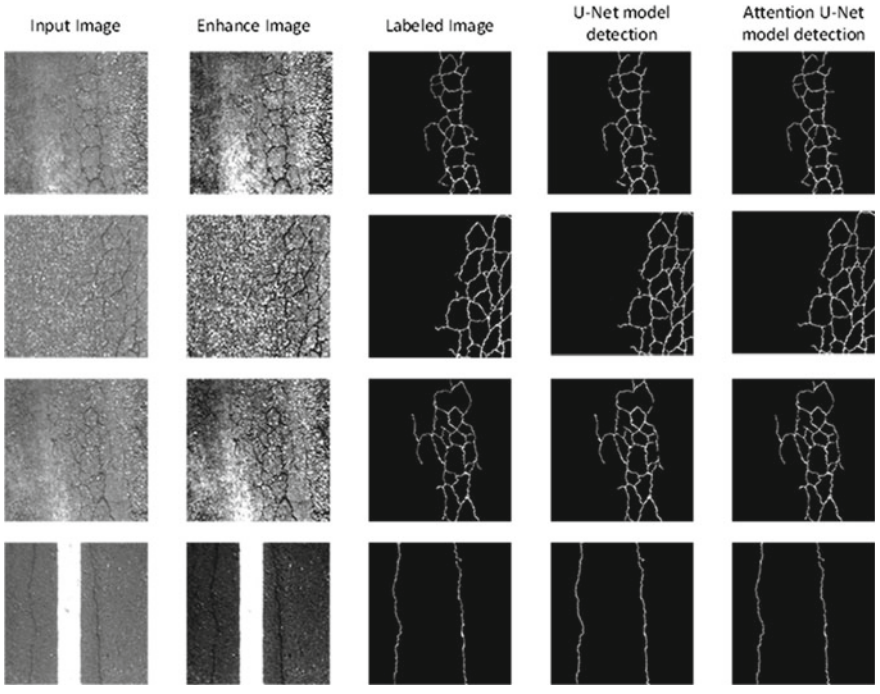 Input Image
Enhance Image
Labeled Image
U-Net model
detection
Attention U-Net
model detection